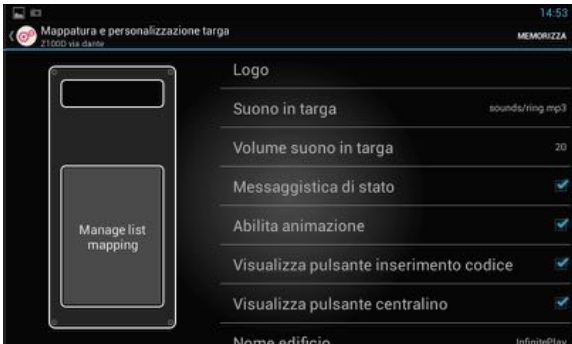 14:53
Mappatura e personalizzazione targa
Z100D via dante
MEMORIZZA
Logo
Suono in targa sounds/ring.mp3
Volume suono in targa 20
Messaggistica di stato
Manage list
mapping
Abilita animazione
Visualizza pulsante inserimento codice
Visualizza pulsante centralino
Nome edificio InfinitePlay